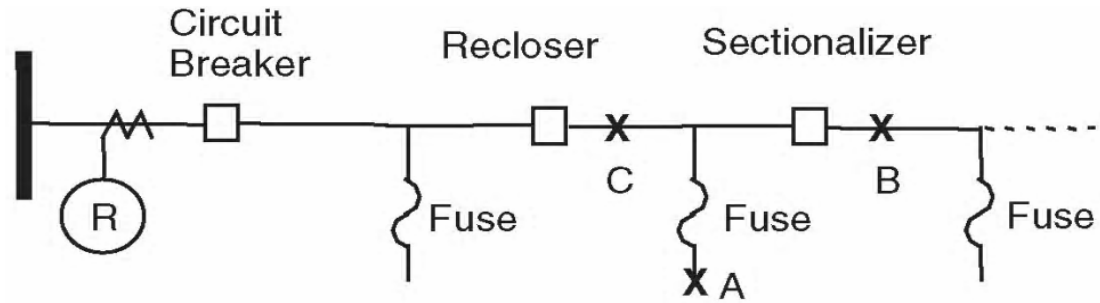 Circuit
Breaker
Recloser
Sectionalizer
C
B
R
Fuse
Fuse
Fuse
A